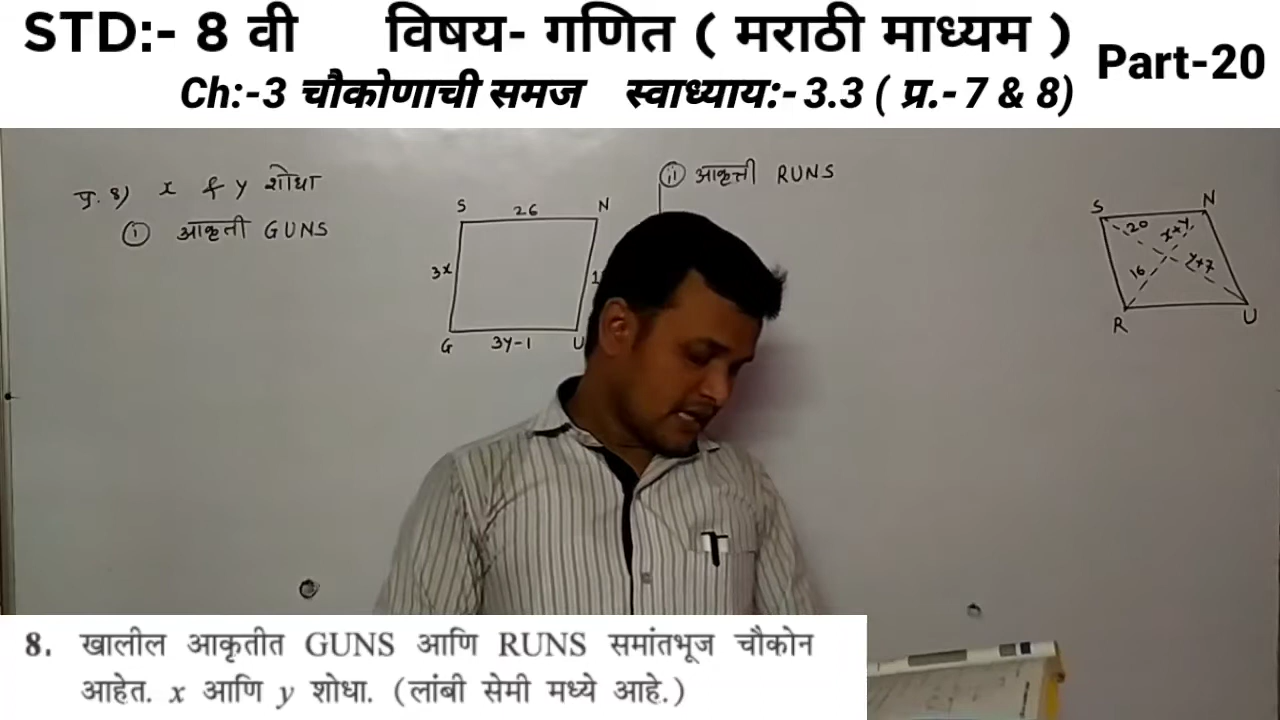 STD:- 8 वी विषय- गणित ( मराठी माध्यम ) Part-20
Ch:-3 चौकोणाची समज स्वाध्याय:- 3.3 ( प्र.- 7 & 8)
प्र. 8) x & y शोधा
① आकृती GUNS
S 26 N
3x
G 3y-1 U
② आकृती RUNS
S N
20 x+y
16 y+7
R U
8. खालील आकृतीत GUNS आणि RUNS समांतभूज चौकोन
आहेत. x आणि y शोधा. (लांबी सेमी मध्ये आहे.)